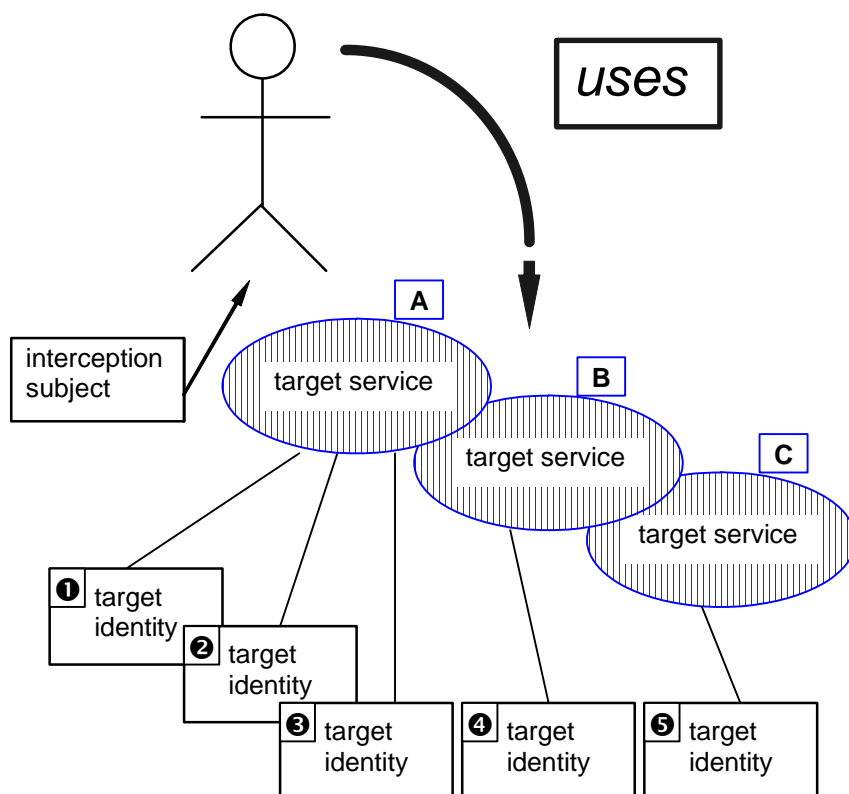 uses
A
interception
subject
target service
B
target service
C
target service
❶ target
identity
❷ target
identity
❸ target
identity
❹ target
identity
❺ target
identity